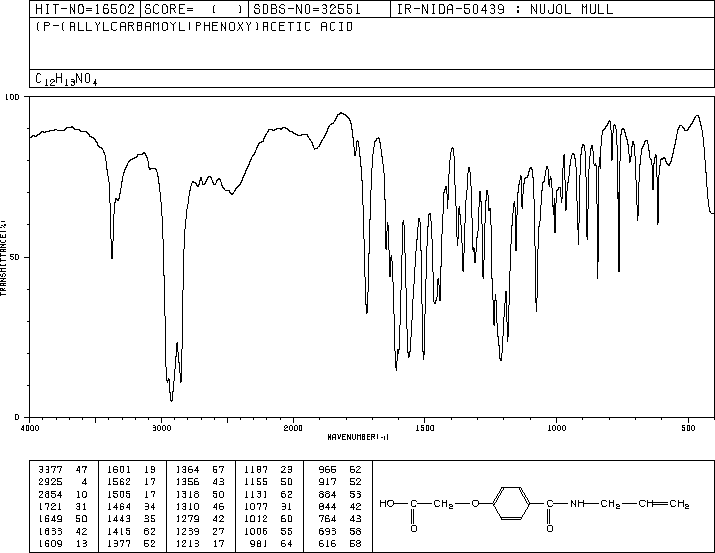 HIT-NO=16502 SCORE= ( ) SDBS-NO=32551 IR-NIDA-50439 : NUJOL MULL
(P-(ALLYLCARBAMOYL)PHENOXY)ACETIC ACID
C12H13NO4
100
TRANSMITTANCE(%)
50
0
4000 3000 2000 1500 1000 500
WAVENUMBER(-1)
3377 47 1601 19 1364 67 1187 23 966 62
2925 4 1562 17 1356 43 1155 50 917 52
2854 10 1505 17 1318 50 1131 62 884 53
1721 31 1464 34 1310 46 1077 31 844 42
1649 50 1443 35 1279 42 1012 60 764 43
1633 42 1415 62 1239 27 1006 55 693 58
1609 13 1377 52 1213 17 981 64 616 58
HO C CH2 O C NH CH2 CH CH2
O O